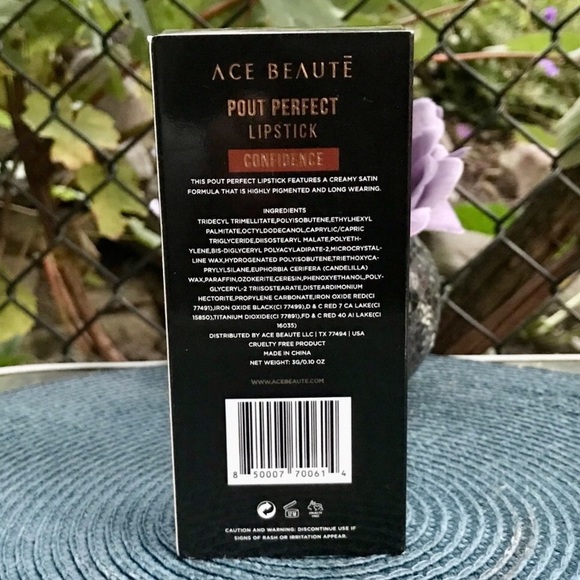 ACE BEAUTĒ
POUT PERFECT
LIPSTICK
CONFIDENCE
THIS POUT PERFECT LIPSTICK FEATURES A CREAMY SATIN
FORMULA THAT IS HIGHLY PIGMENTED AND LONG WEARING.
INGREDIENTS
TRIDECYL TRIMELLITATE,POLYISOBUTENE,ETHYLHEXYL
PALMITATE,OCTYLDODECANOL,CAPRYLIC/CAPRIC
TRIGLYCERIDE,DIISOSTEARYL MALATE,POLYETH-
YLENE,BIS-DIGLYCERYL POLYACYLADIPATE-2,MICROCRYSTAL-
LINE WAX,HYDROGENATED POLYISOBUTENE,TRIETHOXYCA-
PRYLYLSILANE,EUPHORBIA CERIFERA (CANDELILLA)
WAX,PARAFFIN,OZOKERITE,CERESIN,PHENOXYETHANOL,POLY-
GLYCERYL-2 TRIISOSTEARATE,DISTEARDIMONIUM
HECTORITE,PROPYLENE CARBONATE,IRON OXIDE RED(CI
77491),IRON OXIDE BLACK(CI 77499),D & C RED 7 CA LAKE(CI
15850),TITANIUM DIOXIDE(CI 77891),FD & C RED 40 AI LAKE(CI
16035)
DISTRIBUTED BY ACE BEAUTE LLC | TX 77494 | USA
CRUELTY FREE PRODUCT
MADE IN CHINA
NET WEIGHT: 3G/0.10 OZ
WWW.ACEBEAUTE.COM
8 50007 70061 4
12 M
CRUELTY
FREE
CAUTION AND WARNING: DISCONTINUE USE IF
SIGNS OF RASH OR IRRITATION APPEAR.